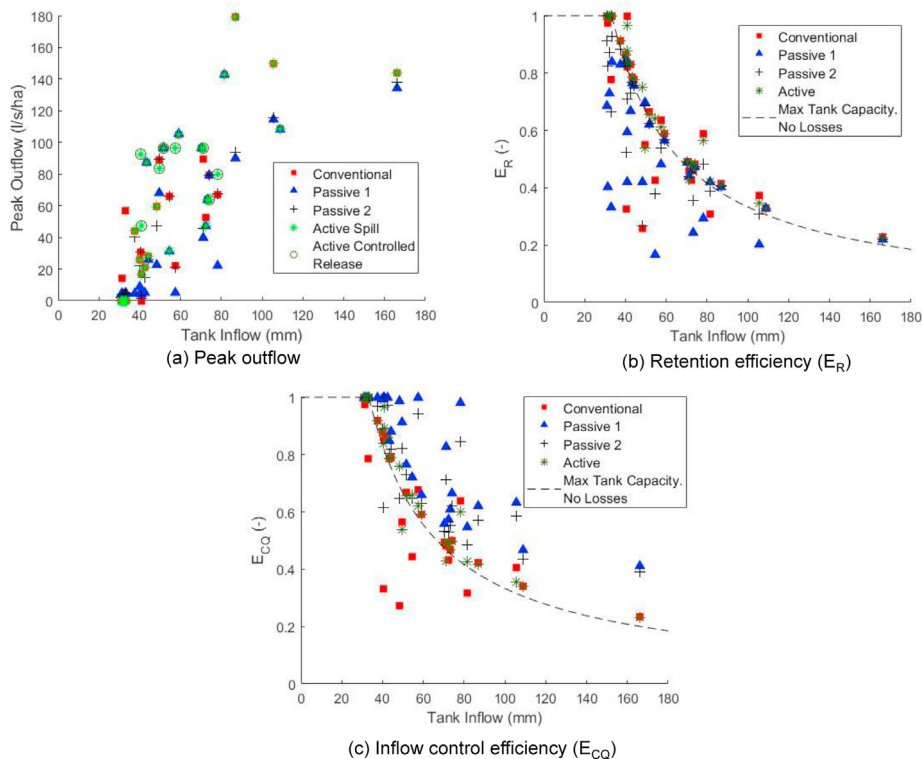 180
160
140
120
100
80
60
40
20
0
Peak Outflow (l/s/ha)
Conventional
Passive 1
Passive 2
Active Spill
Active Controlled
Release
0 20 40 60 80 100 120 140 160 180
Tank Inflow (mm)
(a) Peak outflow
1
0.8
0.6
0.4
0.2
0
E_R (-)
Conventional
Passive 1
Passive 2
Active
Max Tank Capacity.
No Losses
0 20 40 60 80 100 120 140 160 180
Tank Inflow (mm)
(b) Retention efficiency (E_R)
1
0.8
0.6
0.4
0.2
0
E_CQ (-)
Conventional
Passive 1
Passive 2
Active
Max Tank Capacity.
No Losses
0 20 40 60 80 100 120 140 160 180
Tank Inflow (mm)
(c) Inflow control efficiency (E_CQ)